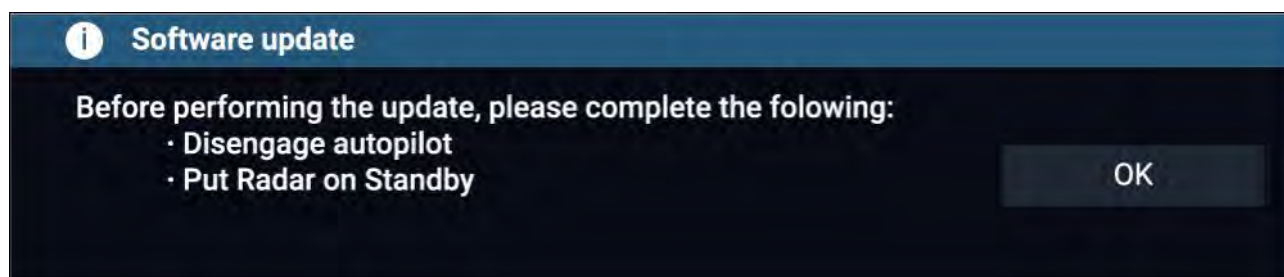 i Software update
Before performing the update, please complete the folowing:
· Disengage autopilot
· Put Radar on Standby
OK